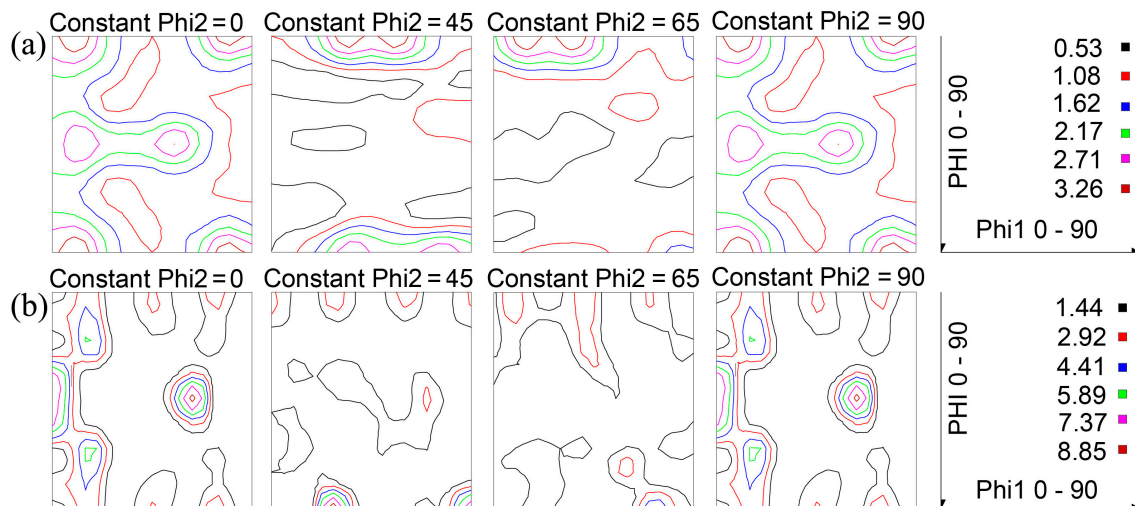 (a)
Constant Phi2 = 0
Constant Phi2 = 45
Constant Phi2 = 65
Constant Phi2 = 90
PHI 0 - 90
0.53
1.08
1.62
2.17
2.71
3.26
Phi1 0 - 90
(b)
Constant Phi2 = 0
Constant Phi2 = 45
Constant Phi2 = 65
Constant Phi2 = 90
PHI 0 - 90
1.44
2.92
4.41
5.89
7.37
8.85
Phi1 0 - 90